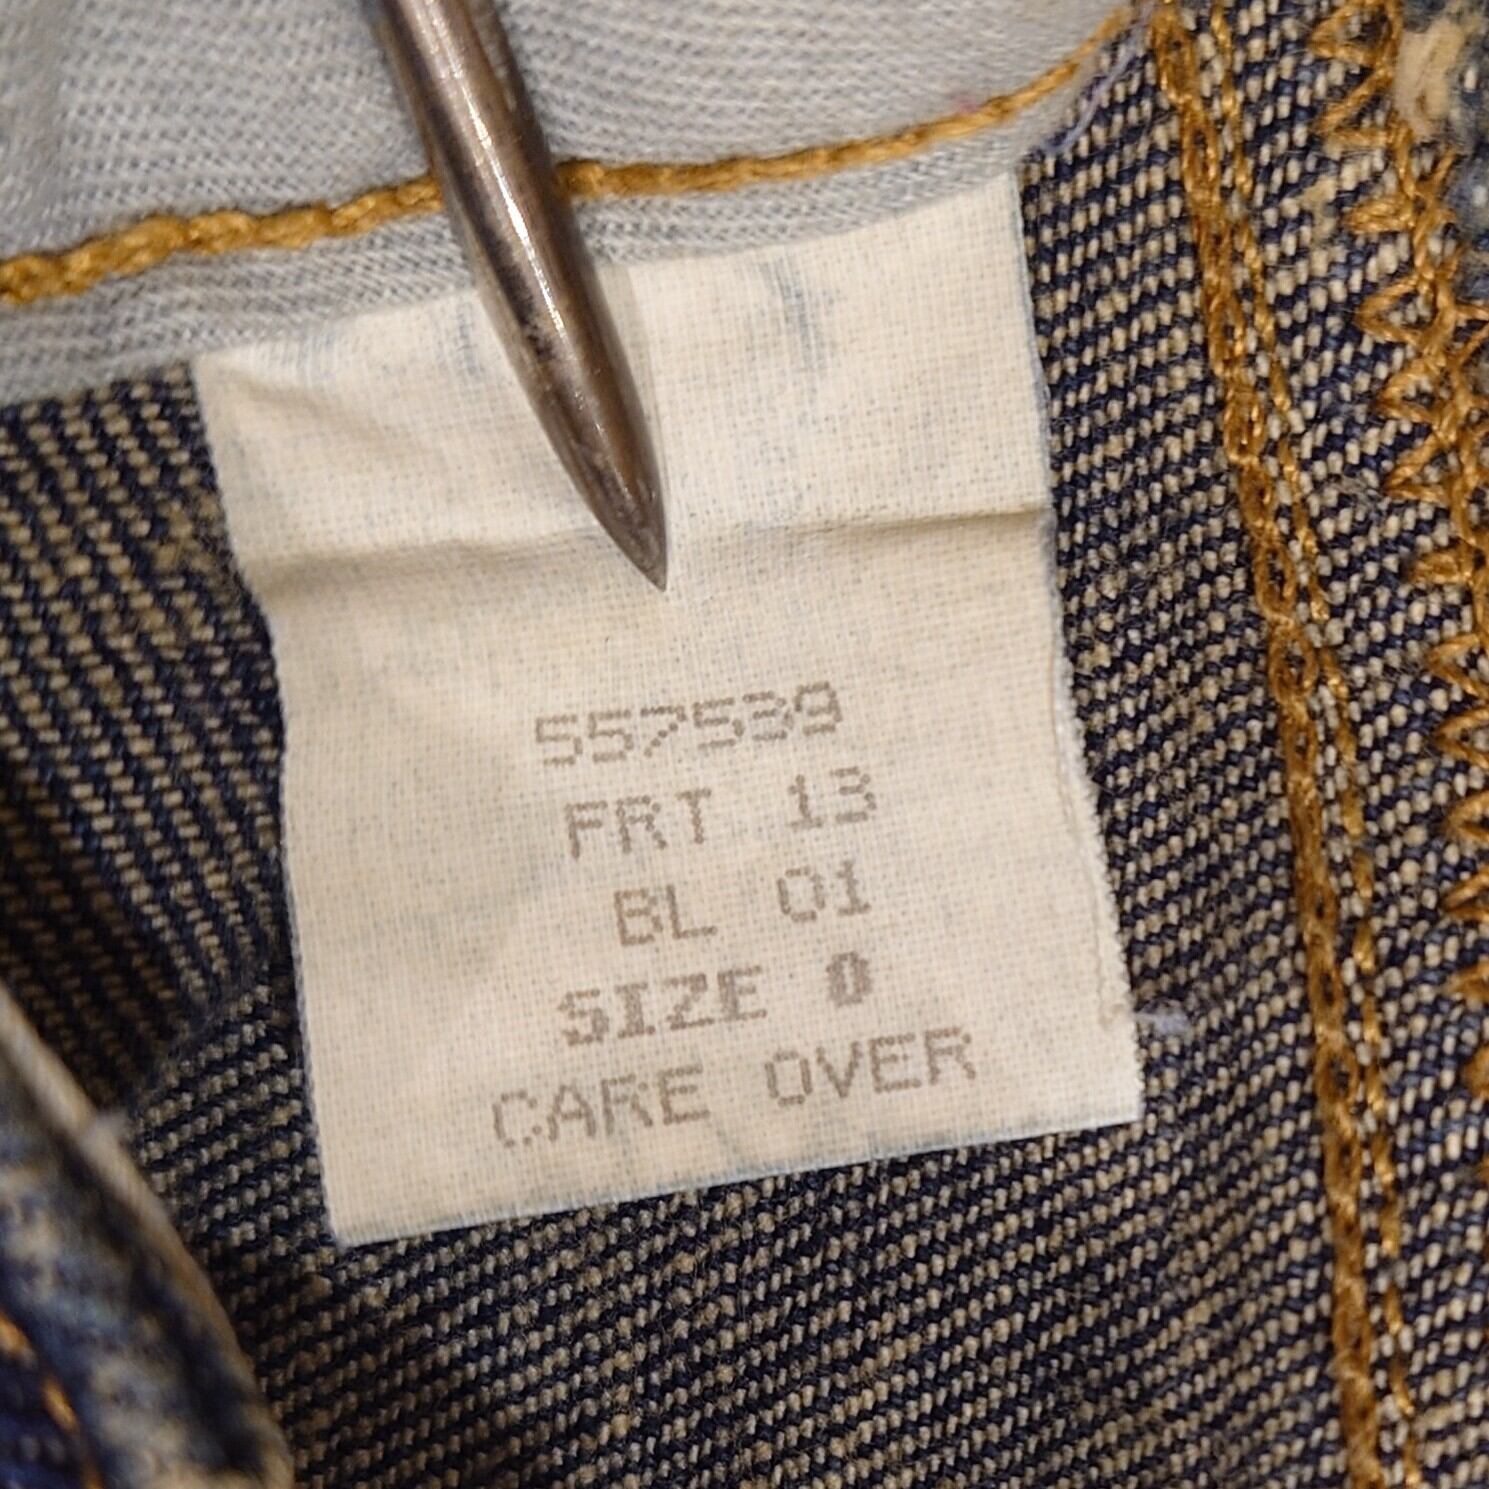 557539
FRT 13
BL 01
SIZE 0
CARE OVER